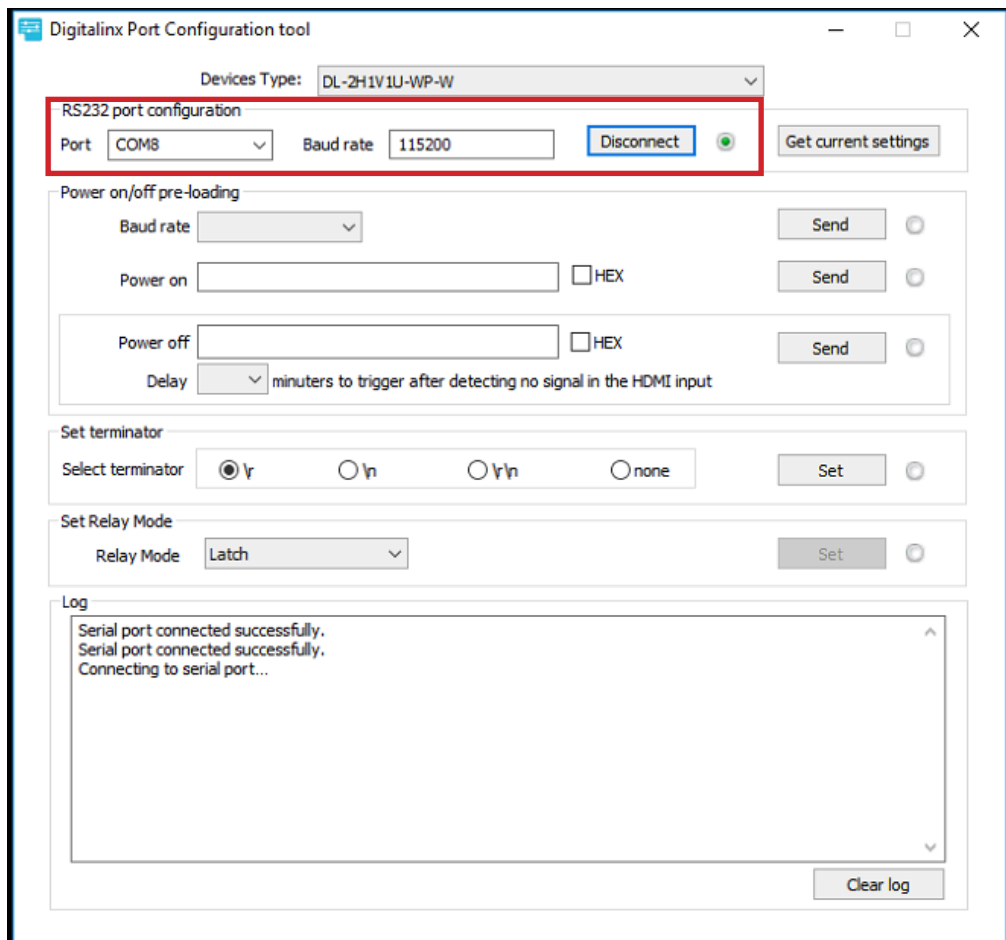 Digitalinx Port Configuration tool
Devices Type: DL-2H1V1U-WP-W
RS232 port configuration
Port COM8 Baud rate 115200 Disconnect Get current settings
Power on/off pre-loading
Baud rate Send
Power on HEX Send
Power off HEX Send
Delay minuters to trigger after detecting no signal in the HDMI input
Set terminator
Select terminator \r \n \r\n none Set
Set Relay Mode
Relay Mode Latch Set
Log
Serial port connected successfully.
Serial port connected successfully.
Connecting to serial port...
Clear log